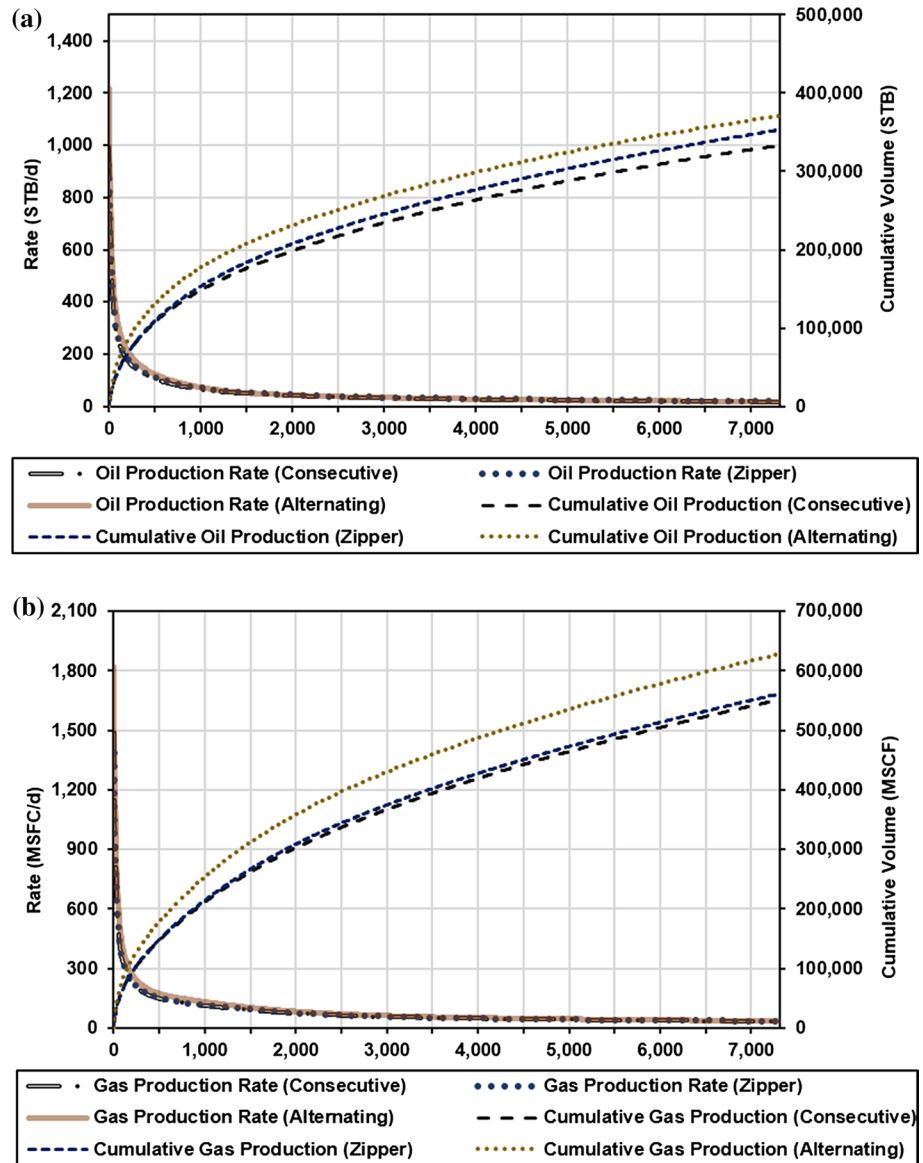 (a)
1,400
1,200
1,000
800
600
400
200
0
Rate (STB/d)
500,000
400,000
300,000
200,000
100,000
0
Cumulative Volume (STB)
0 1,000 2,000 3,000 4,000 5,000 6,000 7,000
Oil Production Rate (Consecutive) Oil Production Rate (Zipper)
Oil Production Rate (Alternating) Cumulative Oil Production (Consecutive)
Cumulative Oil Production (Zipper) Cumulative Oil Production (Alternating)
(b)
2,100
1,800
1,500
1,200
900
600
300
0
Rate (MSFC/d)
700,000
600,000
500,000
400,000
300,000
200,000
100,000
0
Cumulative Volume (MSCF)
0 1,000 2,000 3,000 4,000 5,000 6,000 7,000
Gas Production Rate (Consecutive) Gas Production Rate (Zipper)
Gas Production Rate (Alternating) Cumulative Gas Production (Consecutive)
Cumulative Gas Production (Zipper) Cumulative Gas Production (Alternating)